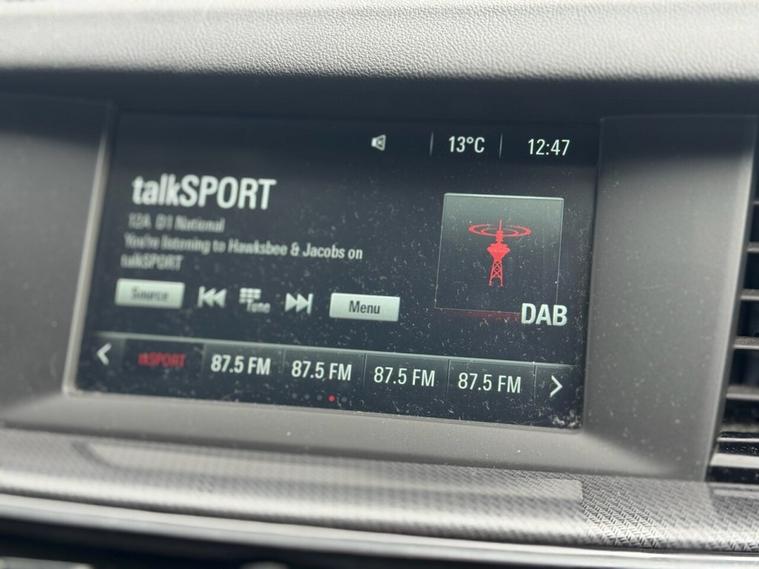 13°C 12:47
talkSPORT
12A D1 National
You're listening to Hawksbee & Jacobs on
talkSPORT
Source Tune Menu
DAB
tkSPORT 87.5 FM 87.5 FM 87.5 FM 87.5 FM